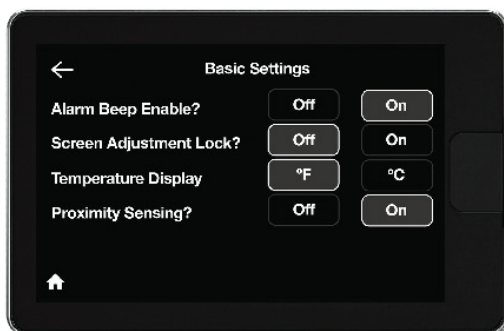 Basic Settings
Alarm Beep Enable? Off On
Screen Adjustment Lock? Off On
Temperature Display °F °C
Proximity Sensing? Off On